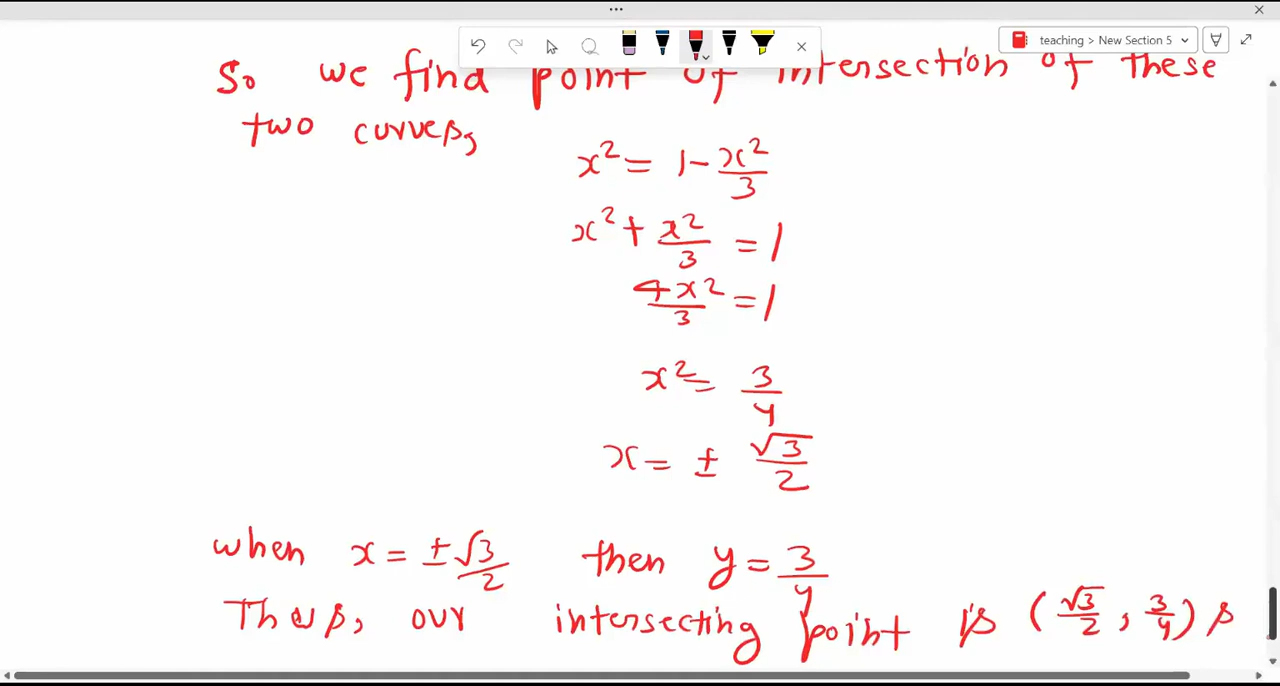 teaching > New Section 5
So we find point of intersection of these
two curves,
x² = 1 - x²/3
x² + x²/3 = 1
4x²/3 = 1
x² = 3/4
x = ± √3/2
when x = ± √3/2 then y = 3/4
Thus, our intersecting point is (√3/2, 3/4) &